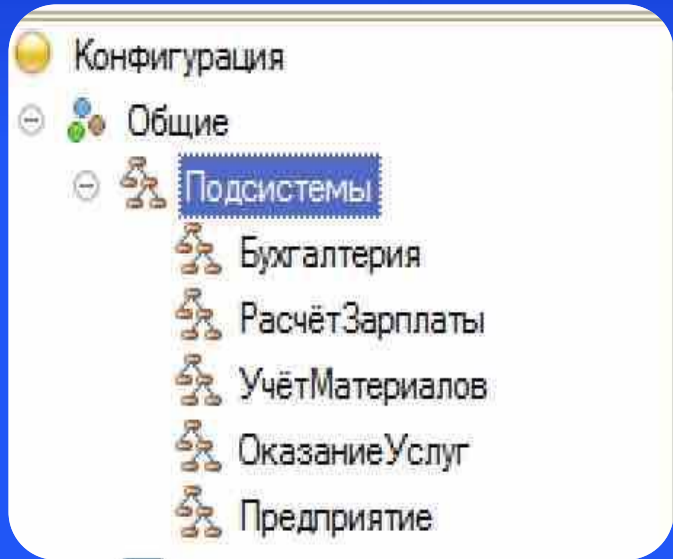 Конфигурация
Общие
Подсистемы
Бухгалтерия
РасчётЗарплаты
УчётМатериалов
ОказаниеУслуг
Предприятие